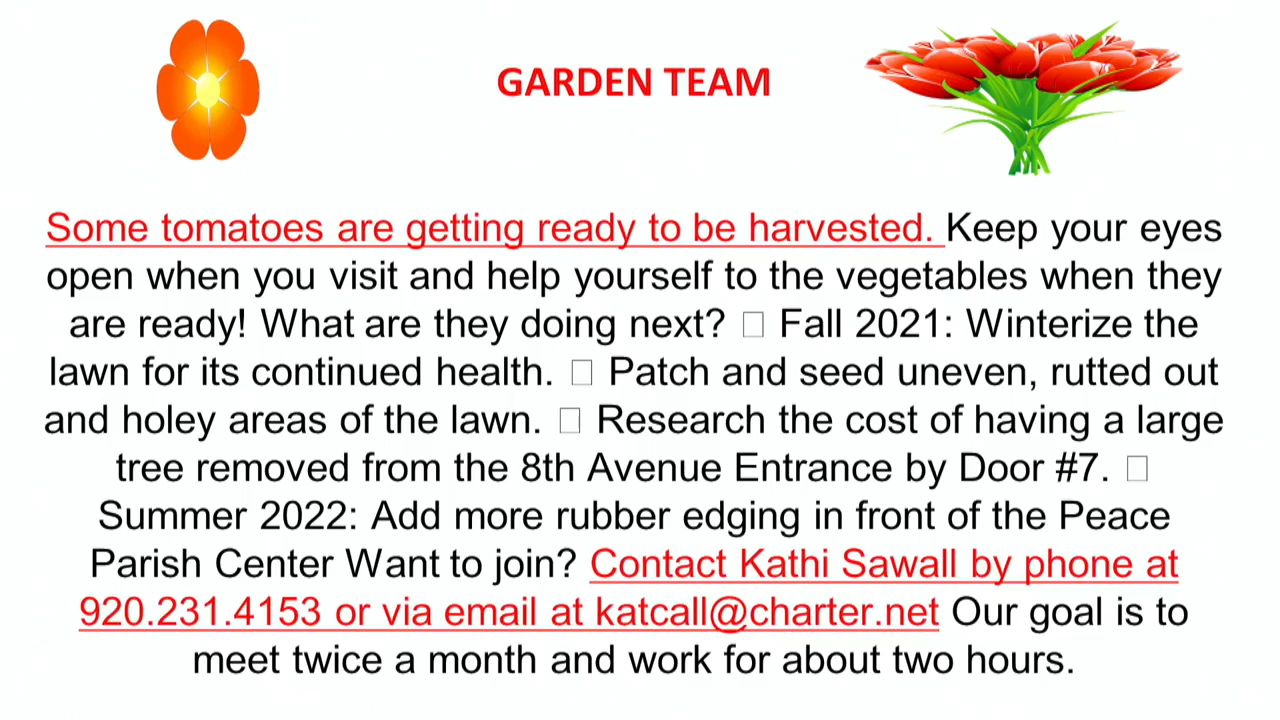 GARDEN TEAM
Some tomatoes are getting ready to be harvested. Keep your eyes
open when you visit and help yourself to the vegetables when they
are ready! What are they doing next? □ Fall 2021: Winterize the
lawn for its continued health. □ Patch and seed uneven, rutted out
and holey areas of the lawn. □ Research the cost of having a large
tree removed from the 8th Avenue Entrance by Door #7. □
Summer 2022: Add more rubber edging in front of the Peace
Parish Center Want to join? Contact Kathi Sawall by phone at
920.231.4153 or via email at katcall@charter.net Our goal is to
meet twice a month and work for about two hours.